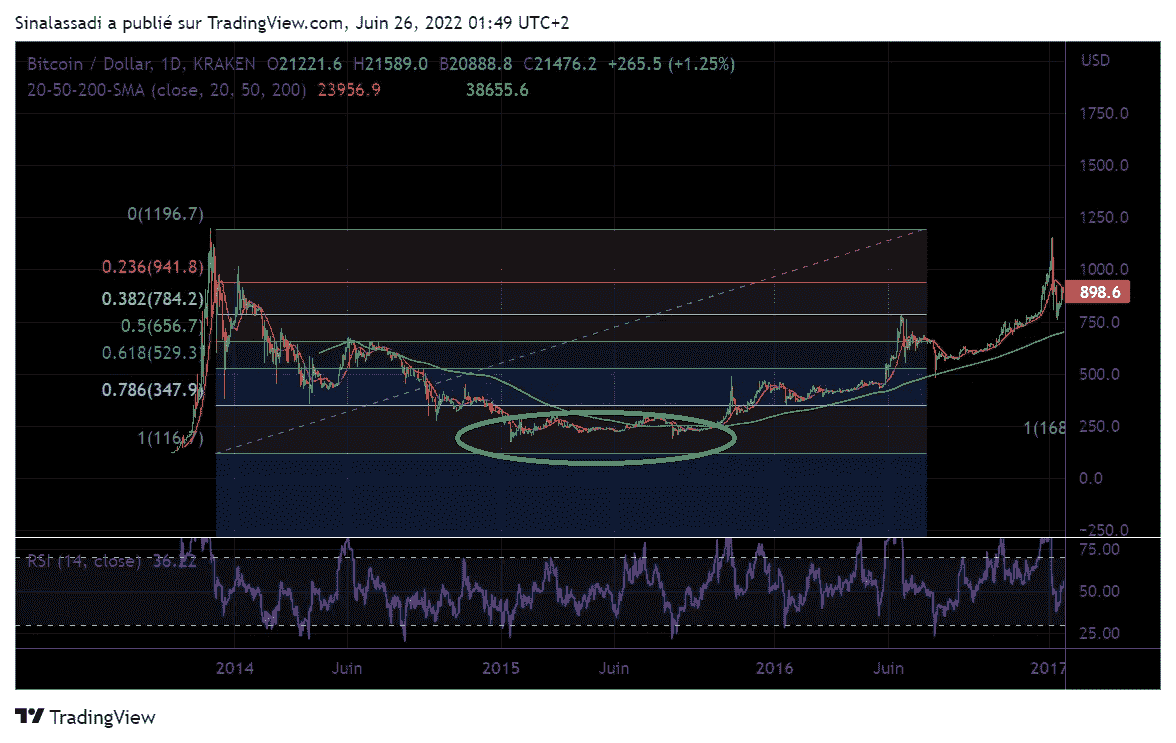 Sinalassadi a publié sur TradingView.com, Juin 26, 2022 01:49 UTC+2
Bitcoin / Dollar, 1D, KRAKEN O21221.6 H21589.0 B20888.8 C21476.2 +265.5 (+1.25%)
USD
20-50-200-SMA (close, 20, 50, 200) 23956.9 38655.6
1750.0
1500.0
0(1196.7) 1250.0
0.236(941.8) 1000.0
898.6
0.382(784.2)
0.5(656.7) 750.0
0.618(529.3
500.0
0.786(347.9)
1(168 250.0
1(116.7)
0.0
-250.0
RSI (14, close) 36.22 75.00
50.00
25.00
2014 Juin 2015 Juin 2016 Juin 2017
TradingView